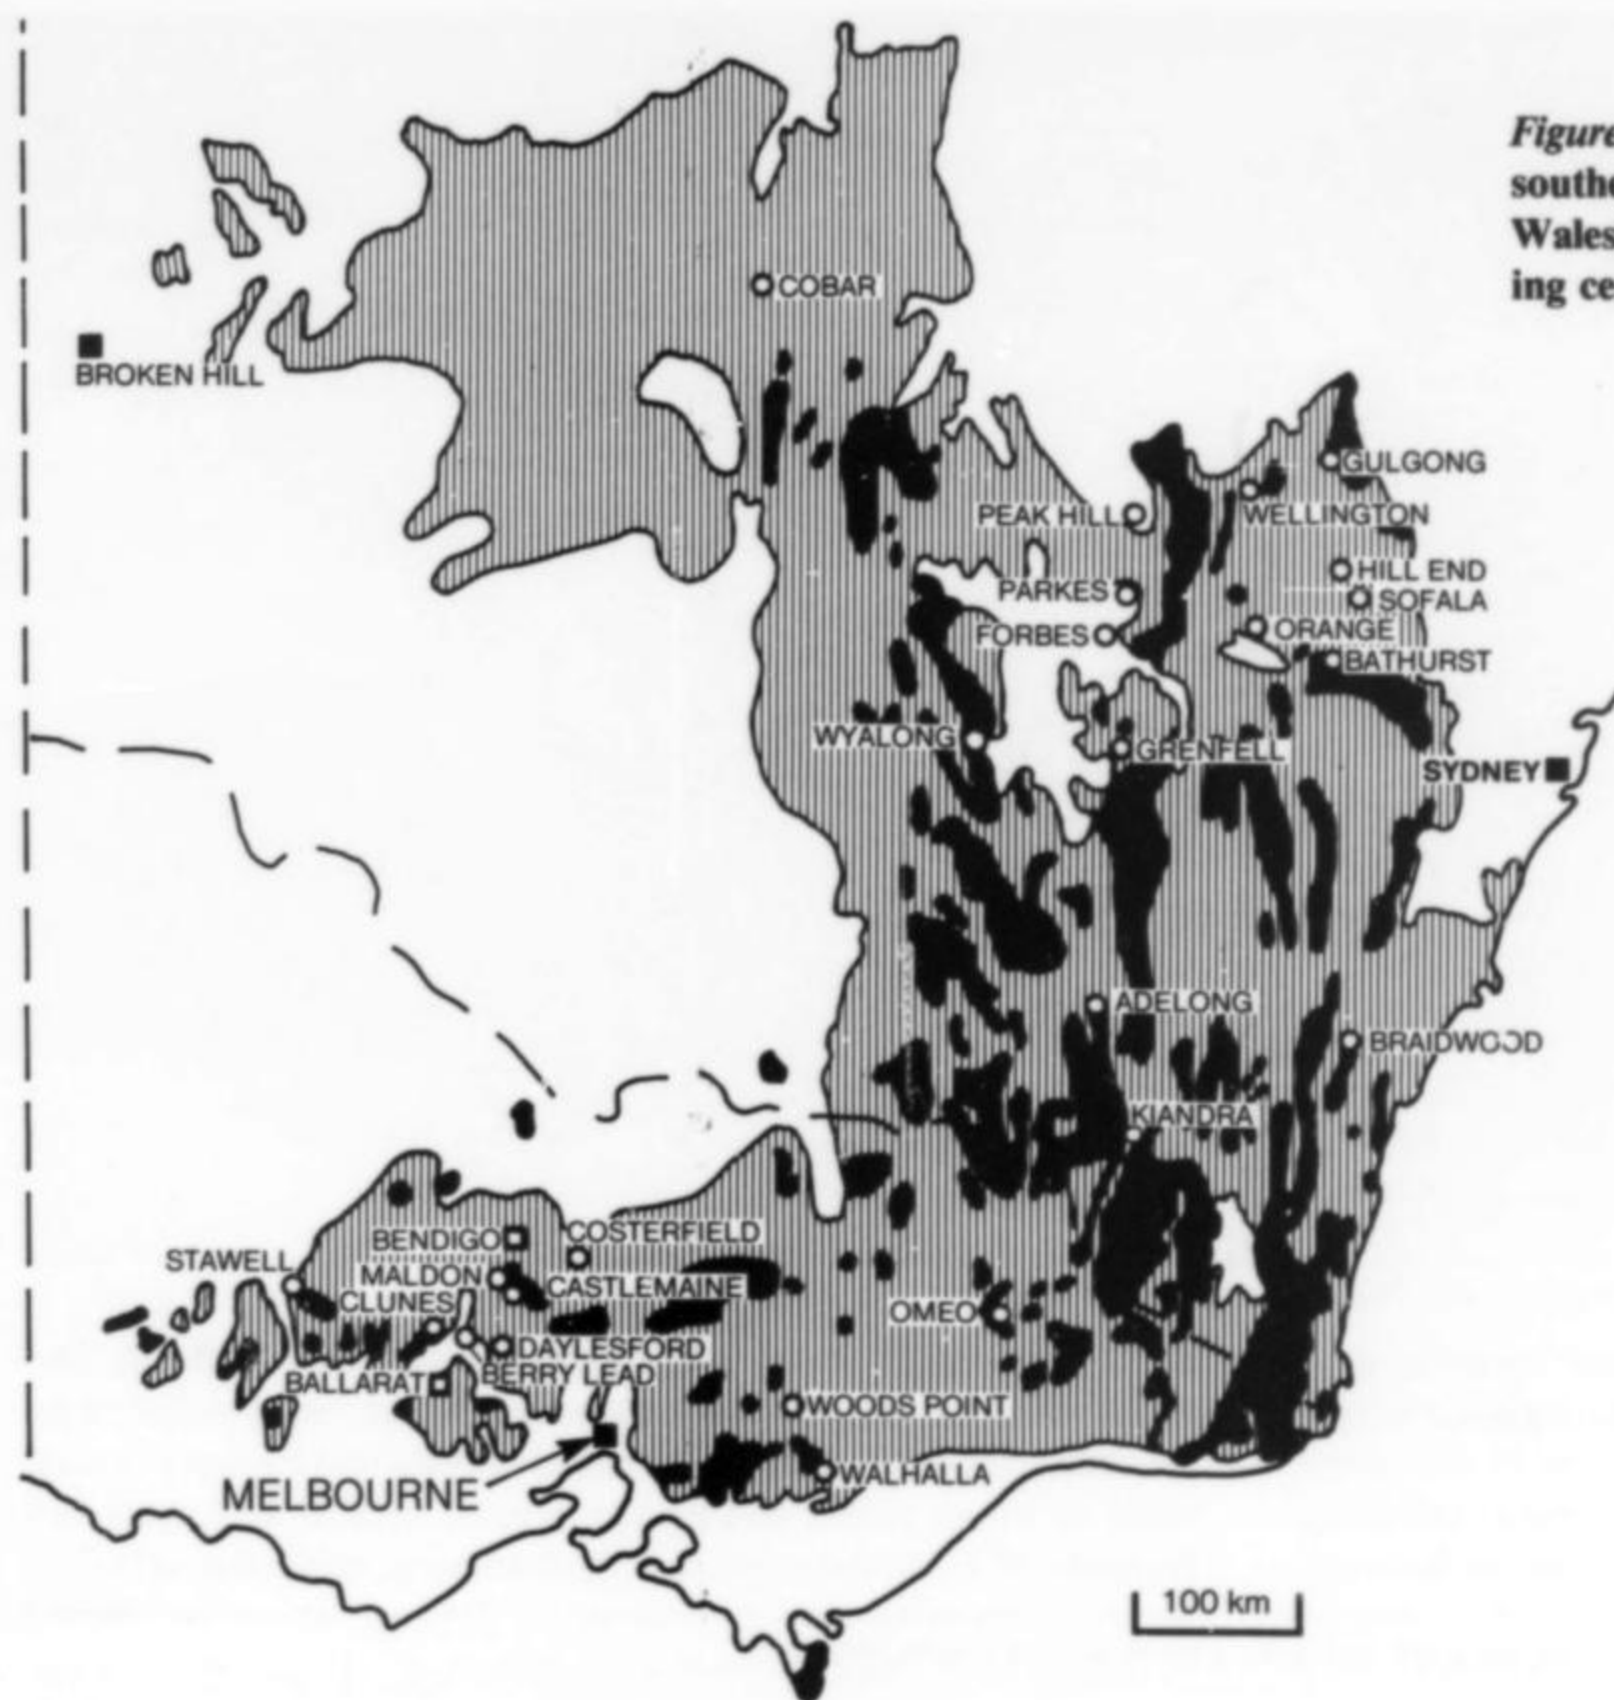 Figure
southe
Wales
ing ce
COBAR
BROKEN HILL
GULGONG
PEAK HILL
WELLINGTON
HILL END
PARKES
SOFALA
FORBES
ORANGE
BATHURST
WYALONG
GRENFELL
SYDNEY
ADELONG
BRAIDWOOD
KIANDRA
BENDIGO
COSTERFIELD
STAWELL
MALDON
CASTLEMAINE
CLUNES
OMEO
DAYLESFORD
BERRY LEAD
BALLARAT
WOODS POINT
WALHALLA
MELBOURNE
100 km